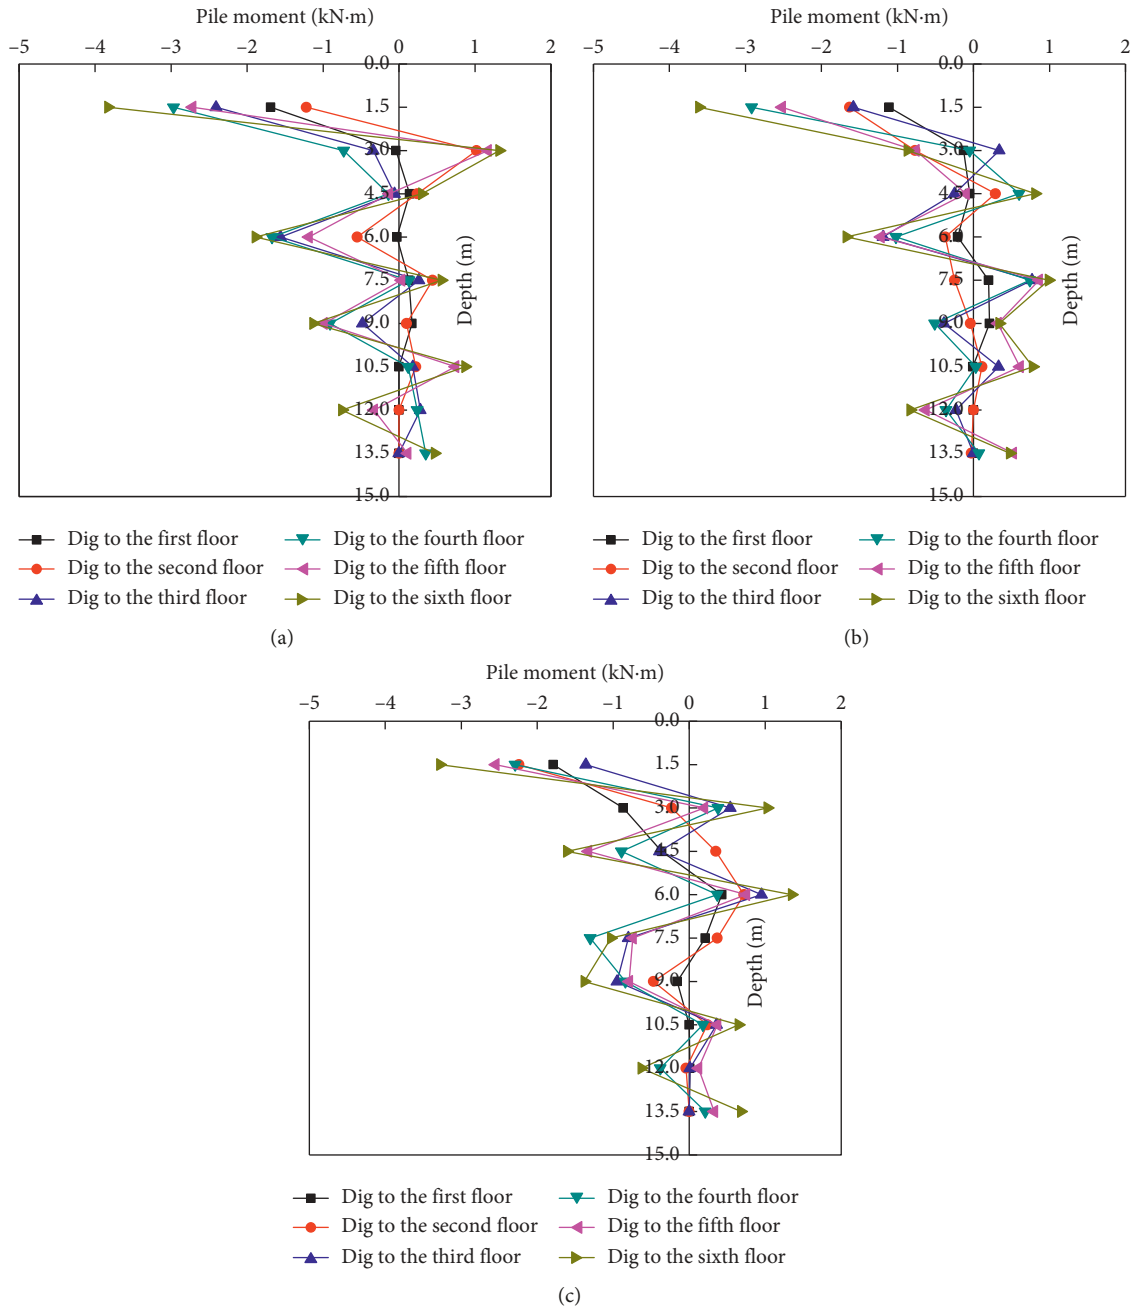 Pile moment (kN·m)
–5 –4 –3 –2 –1 0 1 2
0.0
1.5
3.0
4.5
6.0
7.5
9.0
10.5
12.0
13.5
15.0
Depth (m)
Dig to the first floor
Dig to the second floor
Dig to the third floor
Dig to the fourth floor
Dig to the fifth floor
Dig to the sixth floor
(a)
Pile moment (kN·m)
–5 –4 –3 –2 –1 0 1 2
0.0
1.5
3.0
4.5
6.0
7.5
9.0
10.5
12.0
13.5
15.0
Depth (m)
Dig to the first floor
Dig to the second floor
Dig to the third floor
Dig to the fourth floor
Dig to the fifth floor
Dig to the sixth floor
(b)
Pile moment (kN·m)
–5 –4 –3 –2 –1 0 1 2
0.0
1.5
3.0
4.5
6.0
7.5
9.0
10.5
12.0
13.5
15.0
Depth (m)
Dig to the first floor
Dig to the second floor
Dig to the third floor
Dig to the fourth floor
Dig to the fifth floor
Dig to the sixth floor
(c)